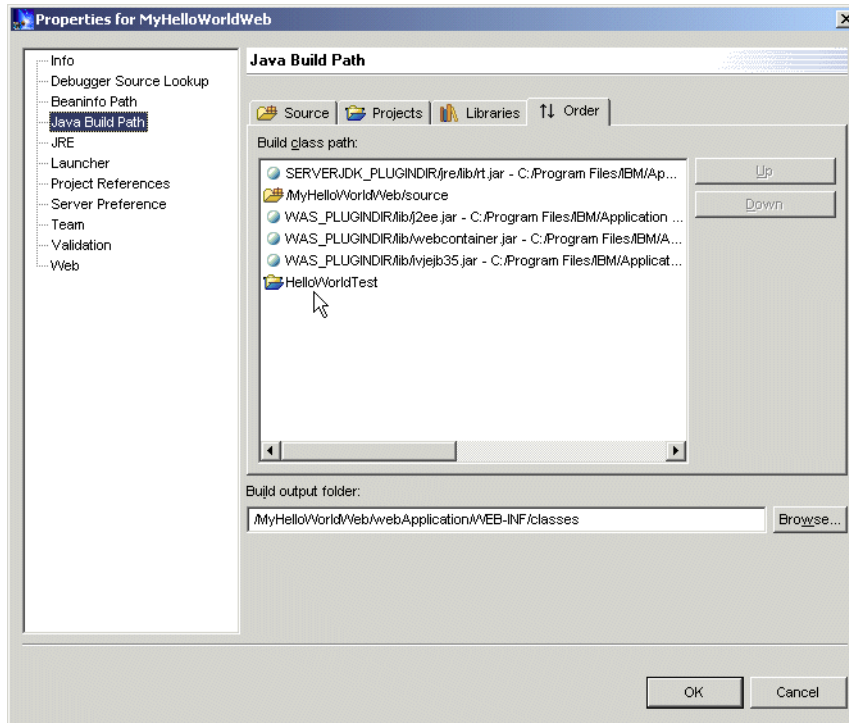 Properties for MyHelloWorldWeb
Info
Debugger Source Lookup
Beaninfo Path
Java Build Path
JRE
Launcher
Project References
Server Preference
Team
Validation
Web
Java Build Path
Source Projects Libraries Order
Build class path:
SERVERJDK_PLUGINDIR/jre/lib/rt.jar - C:/Program Files/IBM/Ap...
/MyHelloWorldWeb/source
WAS_PLUGINDIR/lib/j2ee.jar - C:/Program Files/IBM/Application ...
WAS_PLUGINDIR/lib/webcontainer.jar - C:/Program Files/IBM/A...
WAS_PLUGINDIR/lib/ivjejb35.jar - C:/Program Files/IBM/Applicat...
HelloWorldTest
Up
Down
Build output folder:
/MyHelloWorldWeb/webApplication/WEB-INF/classes
Browse...
OK Cancel